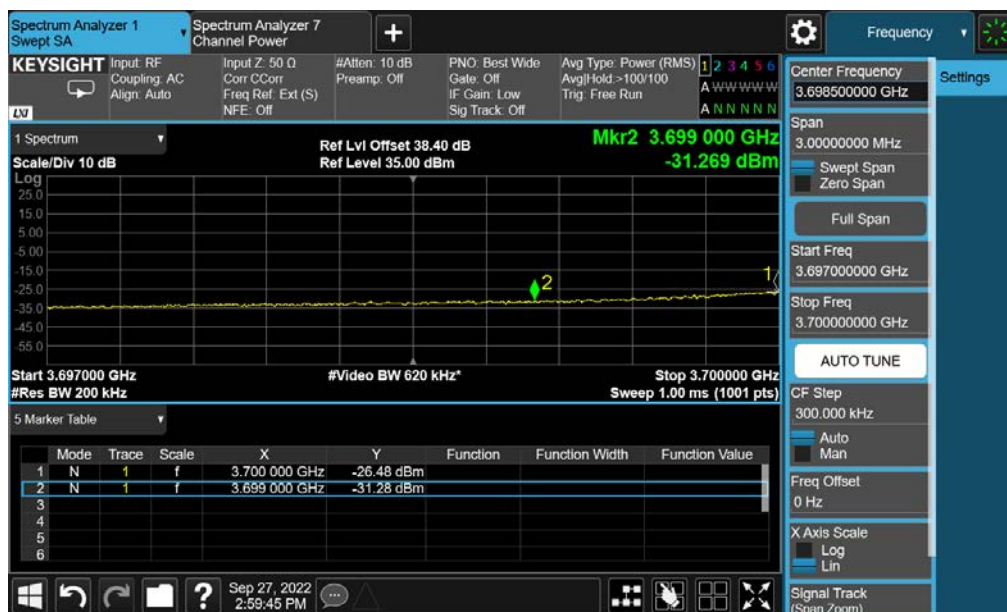 Spectrum Analyzer 1
Swept SA
Spectrum Analyzer 7
Channel Power
+
Frequency
KEYSIGHT
LXI
Input: RF
Coupling: AC
Align: Auto
Input Z: 50 Ω
Corr CCorr
Freq Ref: Ext (S)
NFE: Off
#Atten: 10 dB
Preamp: Off
PNO: Best Wide
Gate: Off
IF Gain: Low
Sig Track: Off
Avg Type: Power (RMS)
Avg|Hold:>100/100
Trig: Free Run
1 2 3 4 5 6
A W W W W W
A N N N N N
1 Spectrum
Scale/Div 10 dB
Ref Lvl Offset 38.40 dB
Ref Level 35.00 dBm
Mkr2 3.699 000 GHz
-31.269 dBm
Log
25.0
15.0
5.00
-5.00
-15.0
-25.0
-35.0
-45.0
-55.0
2
1
Start 3.697000 GHz
#Video BW 620 kHz*
Stop 3.700000 GHz
#Res BW 200 kHz
Sweep 1.00 ms (1001 pts)
5 Marker Table
Mode Trace Scale X Y Function Function Width Function Value
1 N 1 f 3.700 000 GHz -26.48 dBm
2 N 1 f 3.699 000 GHz -31.28 dBm
3
4
5
6
Center Frequency
3.698500000 GHz
Settings
Span
3.00000000 MHz
Swept Span
Zero Span
Full Span
Start Freq
3.697000000 GHz
Stop Freq
3.700000000 GHz
AUTO TUNE
CF Step
300.000 kHz
Auto
Man
Freq Offset
0 Hz
X Axis Scale
Log
Lin
Signal Track
(Span Zoom)
?
Sep 27, 2022
2:59:45 PM